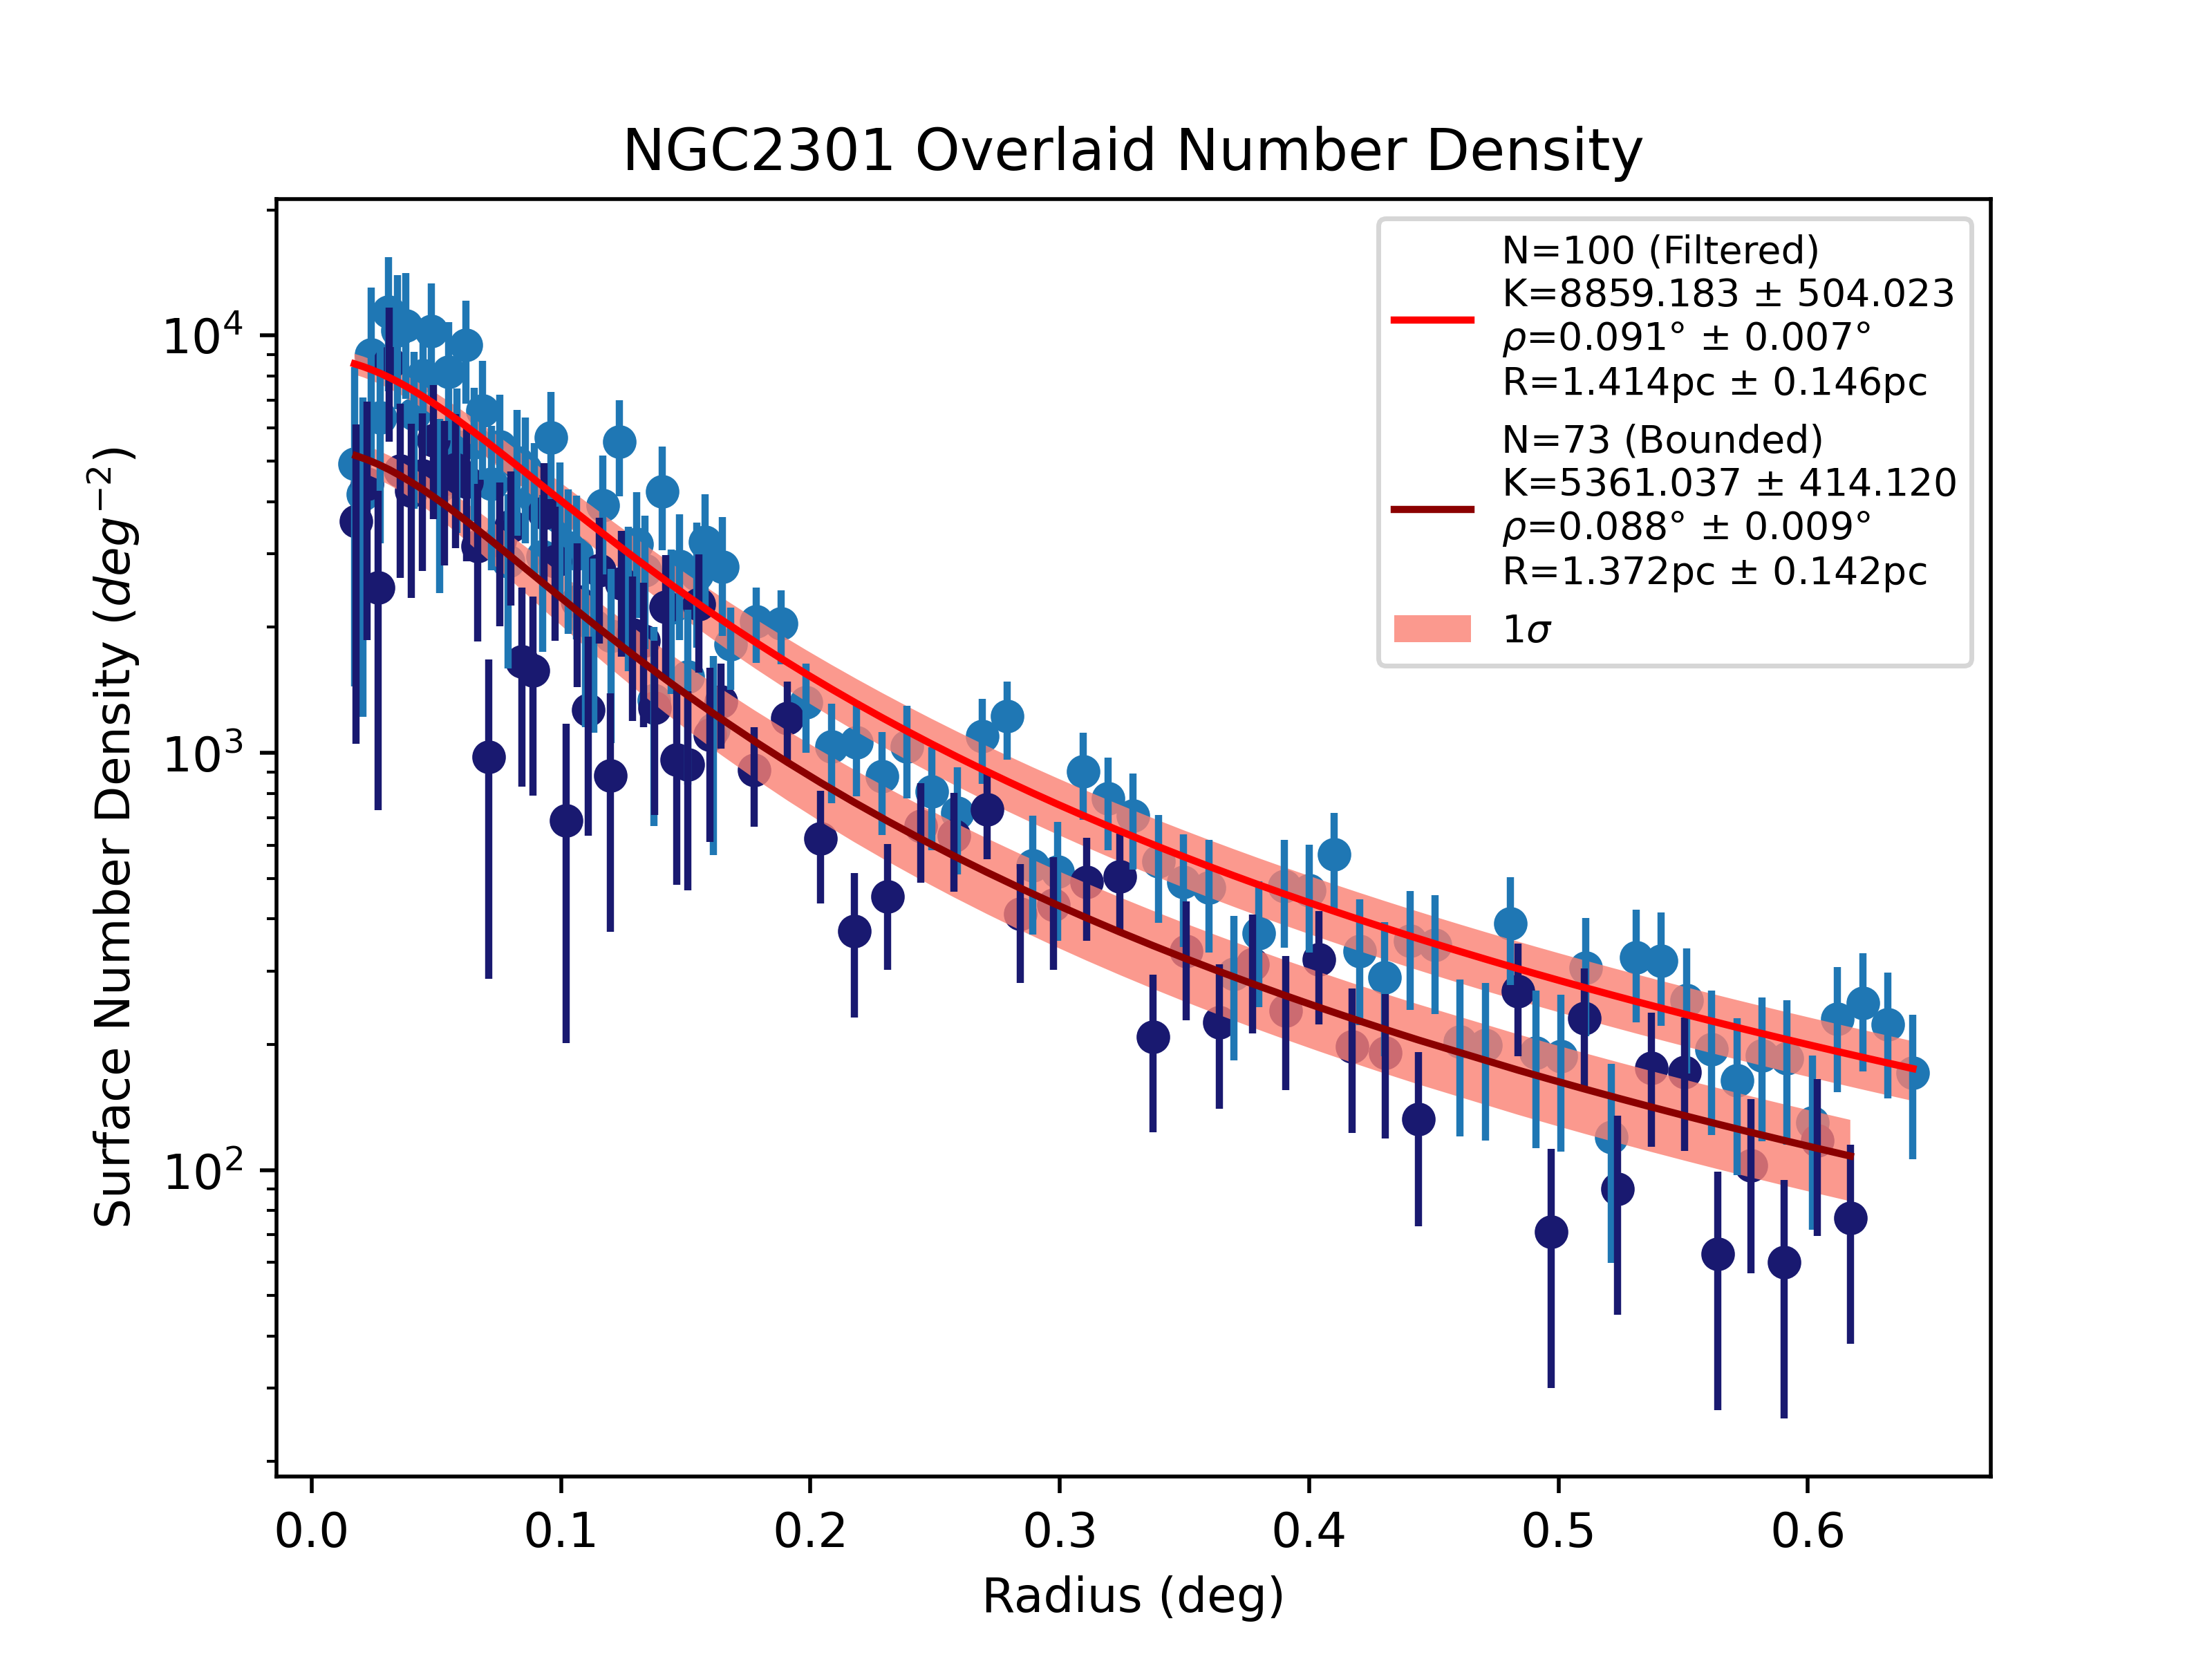 NGC2301 Overlaid Number Density
N=100 (Filtered)
K=8859.183 ± 504.023
ρ=0.091° ± 0.007°
R=1.414pc ± 0.146pc
N=73 (Bounded)
K=5361.037 ± 414.120
ρ=0.088° ± 0.009°
R=1.372pc ± 0.142pc
1σ
Surface Number Density (deg⁻²)
10⁴
10³
10²
0.0 0.1 0.2 0.3 0.4 0.5 0.6
Radius (deg)